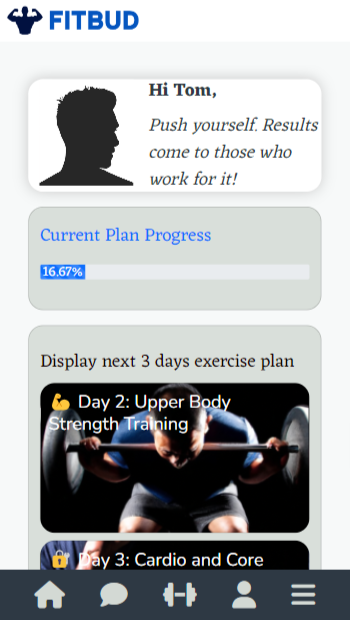 FITBUD
Hi Tom,
Push yourself. Results
come to those who
work for it!
Current Plan Progress
16.67%
Display next 3 days exercise plan
💪 Day 2: Upper Body
Strength Training
🔒 Day 3: Cardio and Core